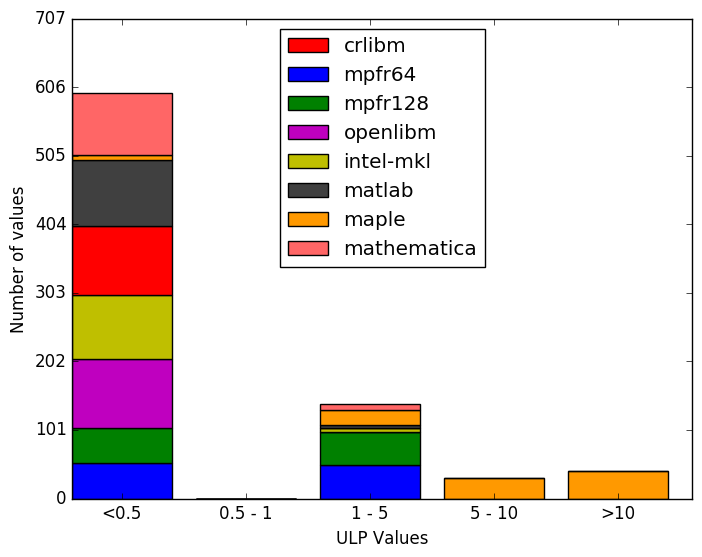 707
606
505
404
303
202
101
0
Number of values
crlibm
mpfr64
mpfr128
openlibm
intel-mkl
matlab
maple
mathematica
<0.5
0.5 - 1
1 - 5
5 - 10
>10
ULP Values